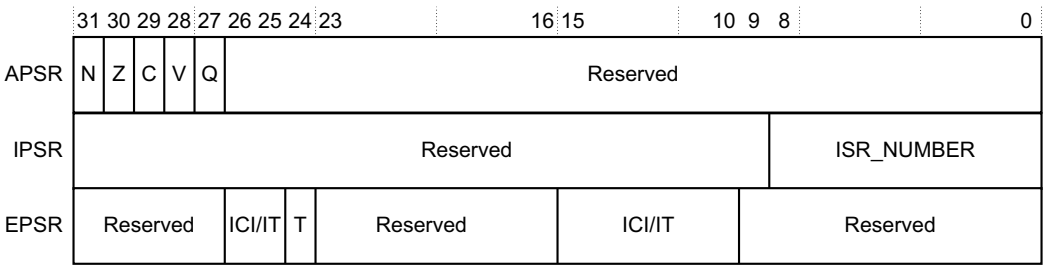 31 30 29 28 27 26 25 24 23 16 15 10 9 8 0
APSR N Z C V Q Reserved
IPSR Reserved ISR_NUMBER
EPSR Reserved ICI/IT T Reserved ICI/IT Reserved